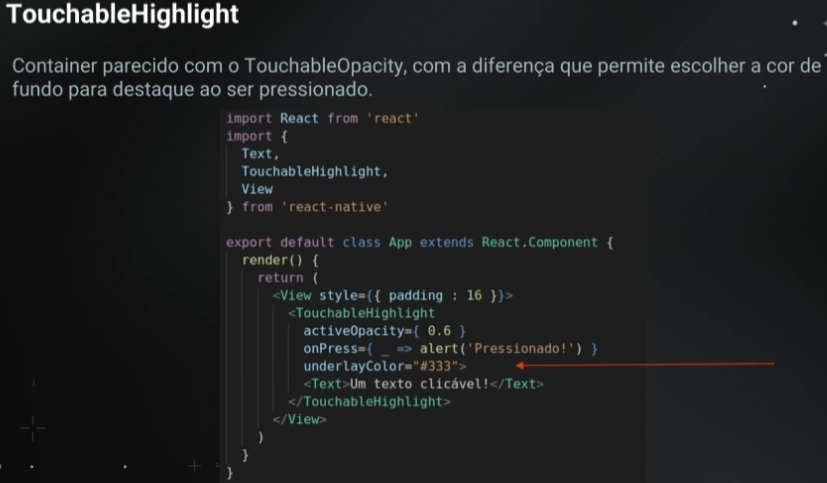 TouchableHighlight
Container parecido com o TouchableOpacity, com a diferença que permite escolher a cor de
fundo para destaque ao ser pressionado.
import React from 'react'
import {
  Text,
  TouchableHighlight,
  View
} from 'react-native'

export default class App extends React.Component {
  render() {
    return (
      <View style={{ padding : 16 }}>
        <TouchableHighlight
          activeOpacity={ 0.6 }
          onPress={ _ => alert('Pressionado!') }
          underlayColor="#333">
          <Text>Um texto clicável!</Text>
        </TouchableHighlight>
      </View>
    )
  }
}